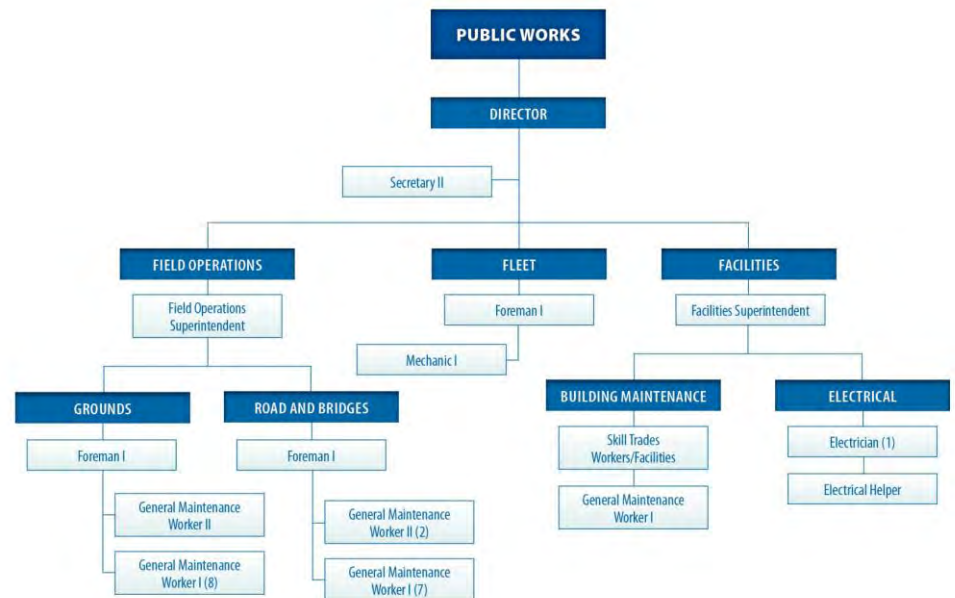 PUBLIC WORKS
DIRECTOR
Secretary II
FIELD OPERATIONS
FLEET
FACILITIES
Field Operations
Superintendent
Foreman I
Facilities Superintendent
Mechanic I
GROUNDS
ROAD AND BRIDGES
BUILDING MAINTENANCE
ELECTRICAL
Foreman I
Foreman I
Skill Trades
Workers/Facilities
Electrician (1)
General Maintenance
Worker I
Electrical Helper
General Maintenance
Worker II
General Maintenance
Worker II (2)
General Maintenance
Worker I (8)
General Maintenance
Worker I (7)